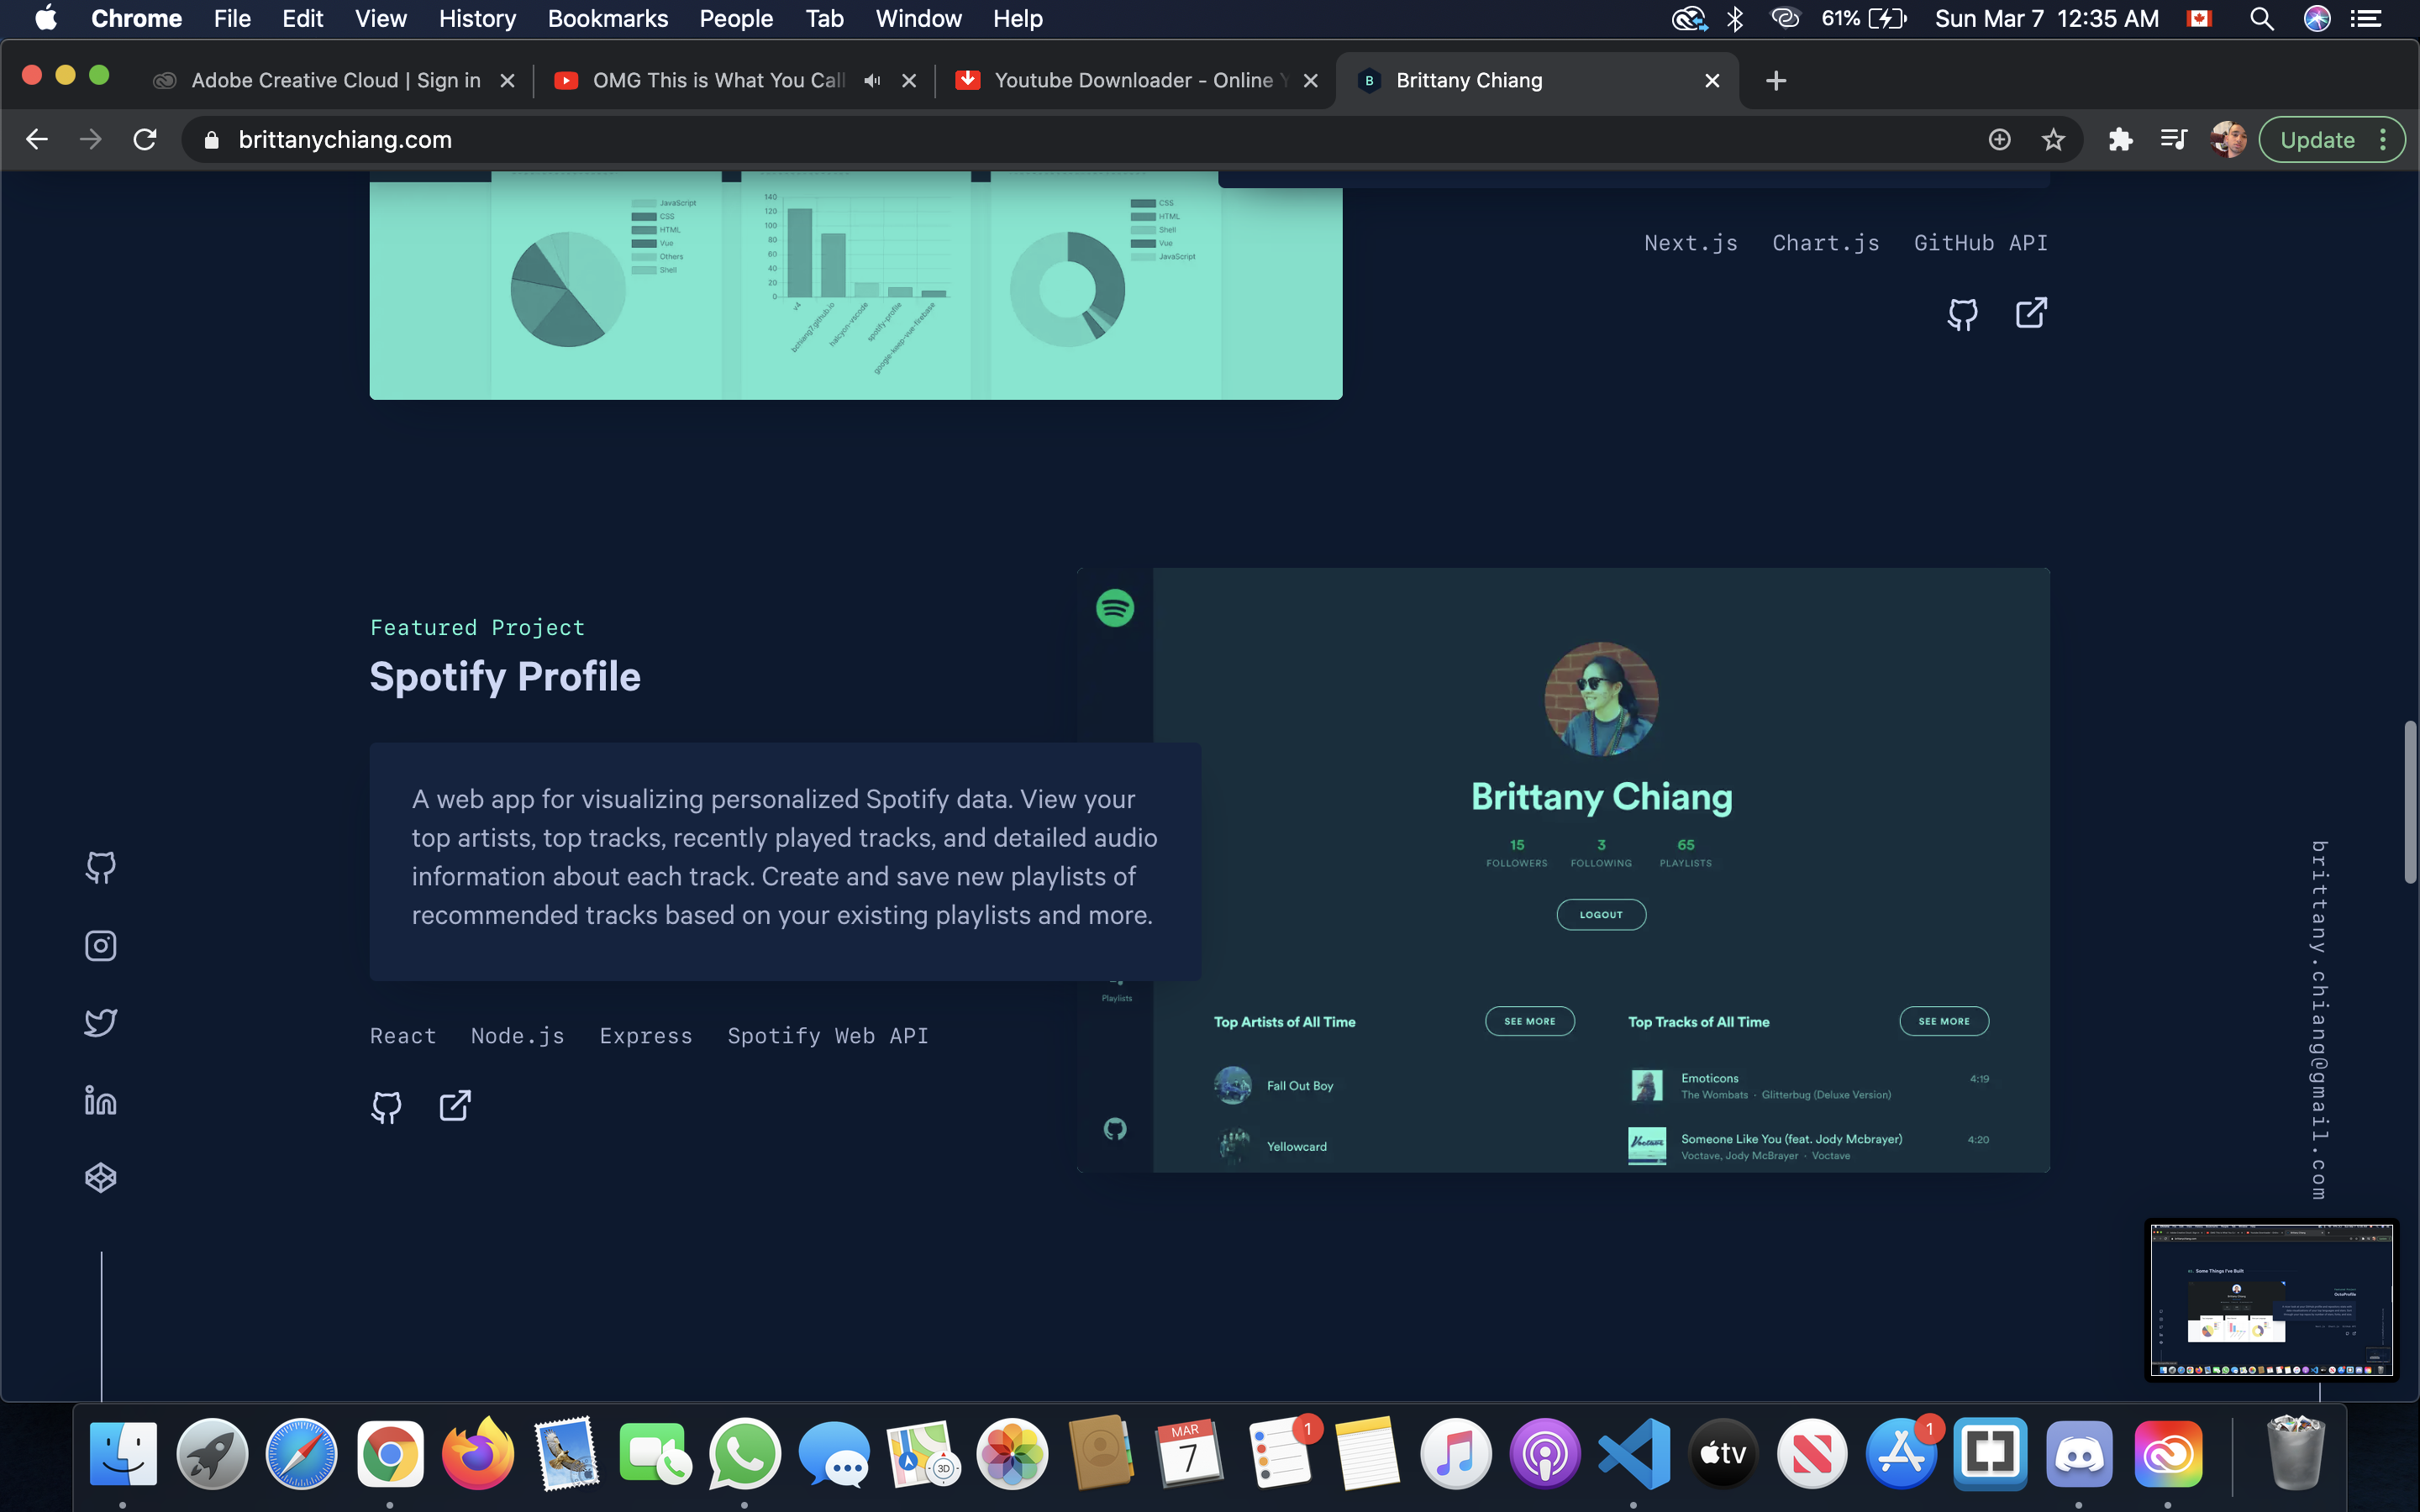 Chrome File Edit View History Bookmarks People Tab Window Help 61% Sun Mar 7 12:35 AM
Adobe Creative Cloud | Sign in
OMG This is What You Call
Youtube Downloader - Online Y
B Brittany Chiang
brittanychiang.com
Update
JavaScript
CSS
HTML
Vue
Others
Shell
140
120
100
80
60
40
20
0
v4
bchiang7.github.io
halcyon-vscode
spotify-profile
google-keep-vue-firebase
CSS
HTML
Shell
Vue
JavaScript
Next.js Chart.js GitHub API
Featured Project
Spotify Profile
A web app for visualizing personalized Spotify data. View your
top artists, top tracks, recently played tracks, and detailed audio
information about each track. Create and save new playlists of
recommended tracks based on your existing playlists and more.
React Node.js Express Spotify Web API
Brittany Chiang
15 3 65
FOLLOWERS FOLLOWING PLAYLISTS
LOGOUT
Playlists
Top Artists of All Time SEE MORE
Fall Out Boy
Yellowcard
Top Tracks of All Time SEE MORE
Emoticons 4:19
The Wombats · Glitterbug (Deluxe Version)
Someone Like You (feat. Jody Mcbrayer) 4:20
Voctave, Jody McBrayer · Voctave
brittany.chiang@gmail.com
Some Things I've Built
OctoProfile
3D
MAR
7
1
tv
1